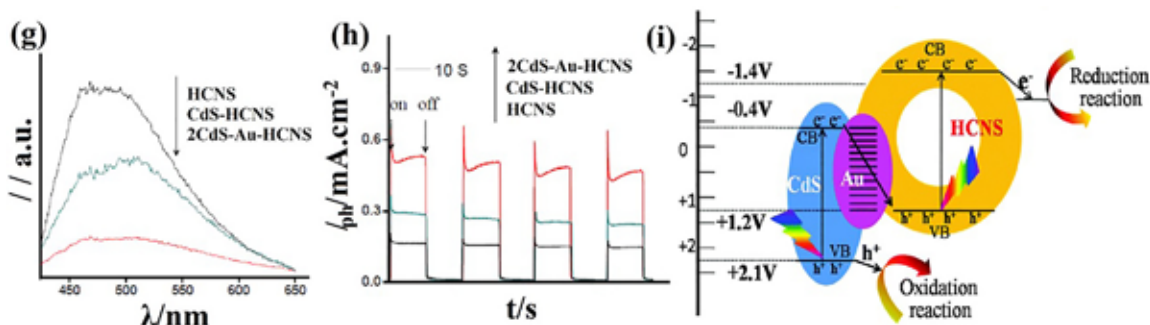 (g)
/ / a.u.
HCNS
CdS-HCNS
2CdS-Au-HCNS
450 500 550 600 650
λ/nm
(h)
I_ph/mA.cm-2
0.9
0.6
0.3
0.0
10 S
on off
2CdS-Au-HCNS
CdS-HCNS
HCNS
t/s
(i)
-2
-1
0
+1
+2
-1.4V
-0.4V
+1.2V
+2.1V
CB
e- e- e- e-
e-
Reduction
reaction
HCNS
h+ h+ h+ h+
VB
e- e-
CB
CdS
Au
VB
h+ h+
h+
Oxidation
reaction